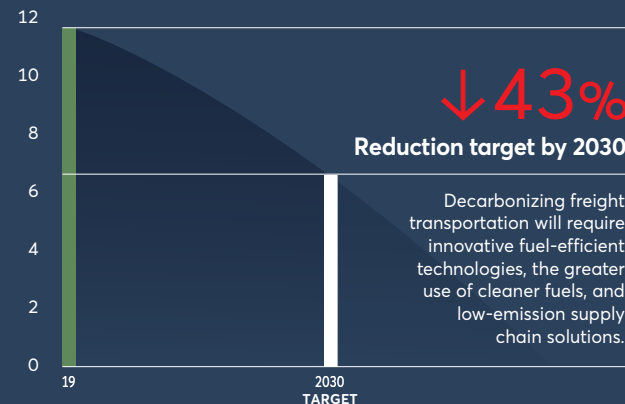 12
10
8
6
4
2
0
↓43%
Reduction target by 2030
Decarbonizing freight
transportation will require
innovative fuel-efficient
technologies, the greater
use of cleaner fuels, and
low-emission supply
chain solutions.
19
2030
TARGET